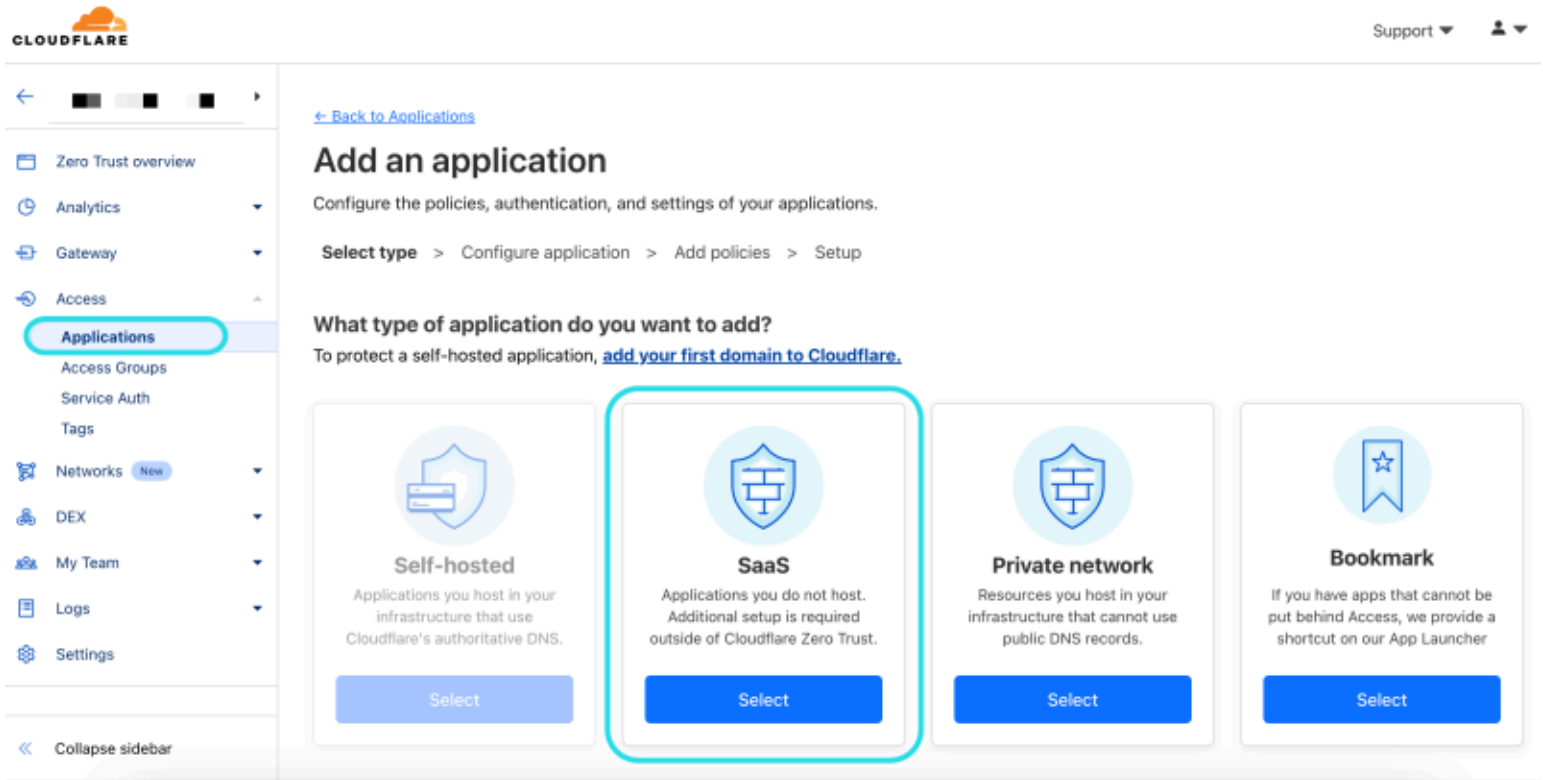 CLOUDFLARE
Support
Zero Trust overview
Analytics
Gateway
Access
Applications
Access Groups
Service Auth
Tags
Networks New
DEX
My Team
Logs
Settings
Collapse sidebar
← Back to Applications
Add an application
Configure the policies, authentication, and settings of your applications.
Select type > Configure application > Add policies > Setup
What type of application do you want to add?
To protect a self-hosted application, add your first domain to Cloudflare.
Self-hosted
Applications you host in your
infrastructure that use
Cloudflare's authoritative DNS.
Select
SaaS
Applications you do not host.
Additional setup is required
outside of Cloudflare Zero Trust.
Select
Private network
Resources you host in your
infrastructure that cannot use
public DNS records.
Select
Bookmark
If you have apps that cannot be
put behind Access, we provide a
shortcut on our App Launcher
Select